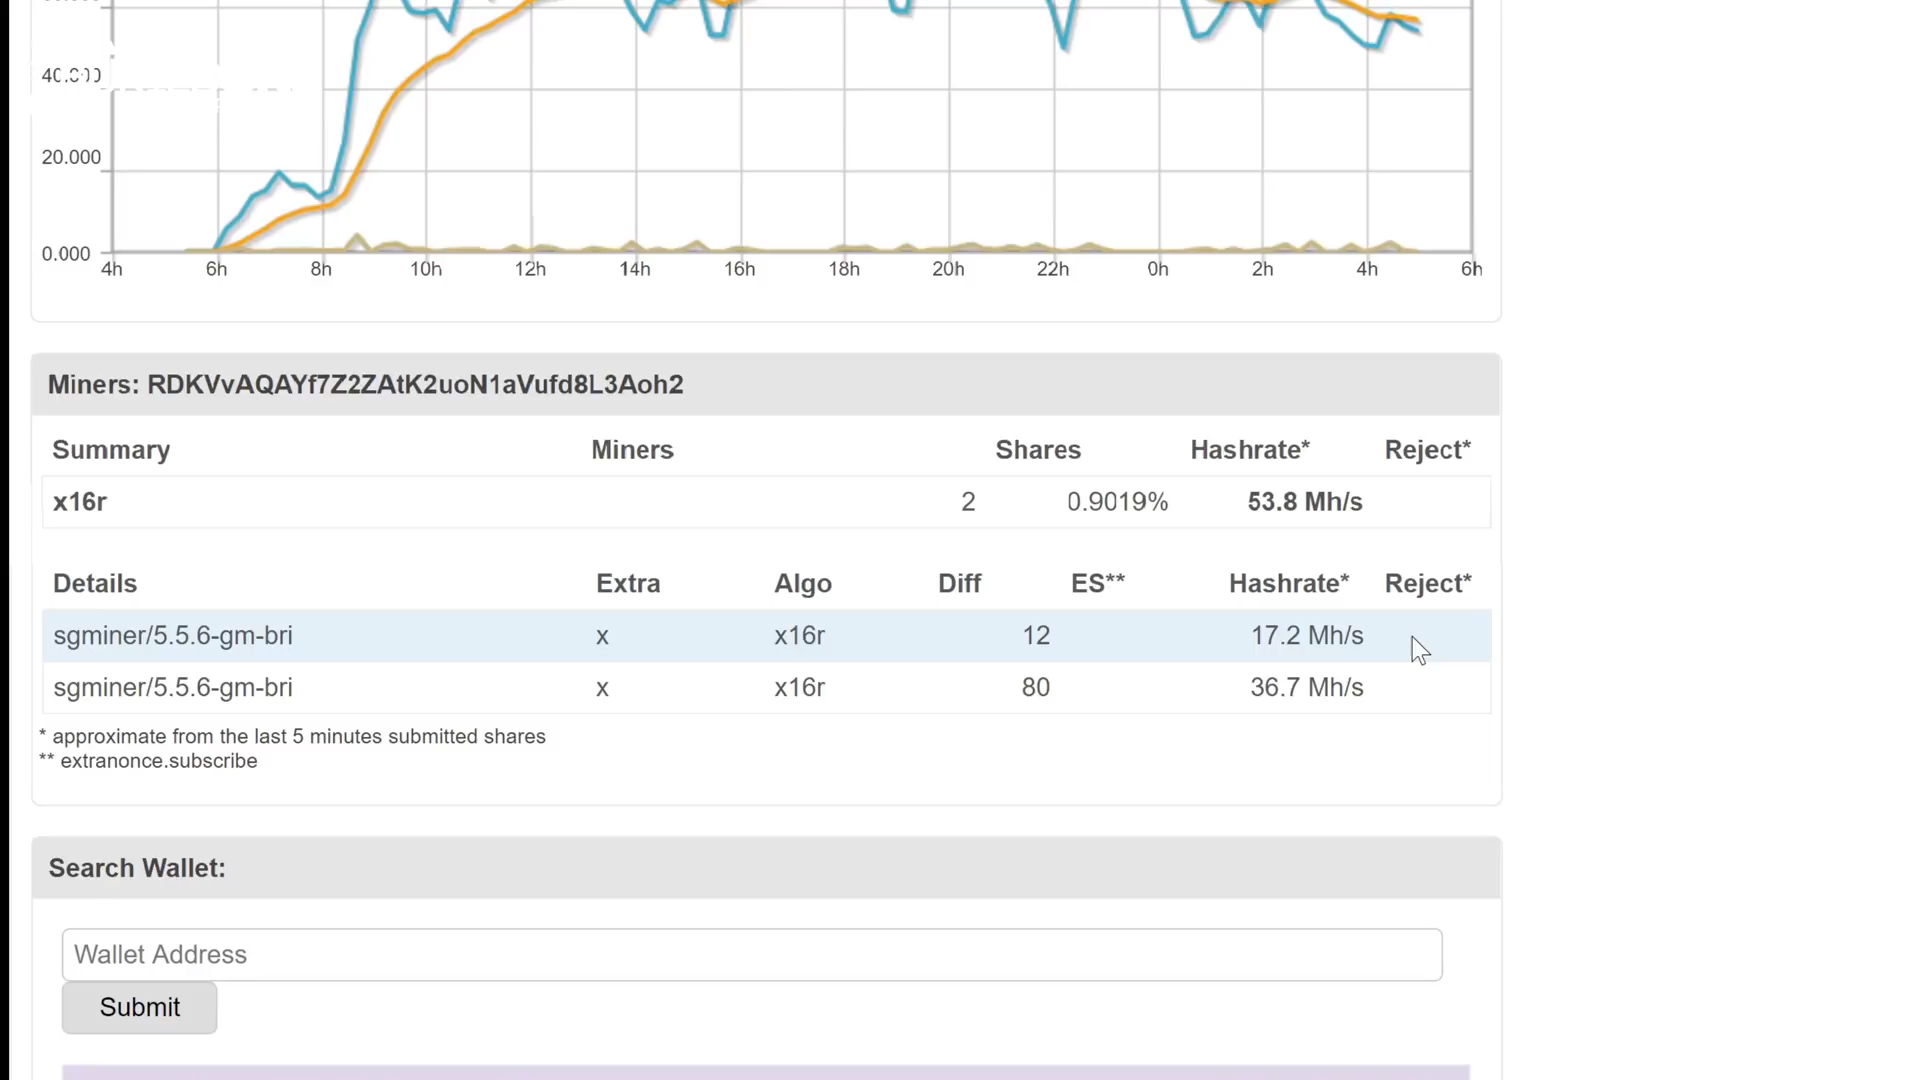 20.000
0.000
4h 6h 8h 10h 12h 14h 16h 18h 20h 22h 0h 2h 4h 6h
Miners: RDKVvAQAYf7Z2ZAtK2uoN1aVufd8L3Aoh2
Summary Miners Shares Hashrate* Reject*
x16r 2 0.9019% 53.8 Mh/s
Details Extra Algo Diff ES** Hashrate* Reject*
sgminer/5.5.6-gm-bri x x16r 12 17.2 Mh/s
sgminer/5.5.6-gm-bri x x16r 80 36.7 Mh/s
* approximate from the last 5 minutes submitted shares
** extranonce.subscribe
Search Wallet:
Wallet Address
Submit